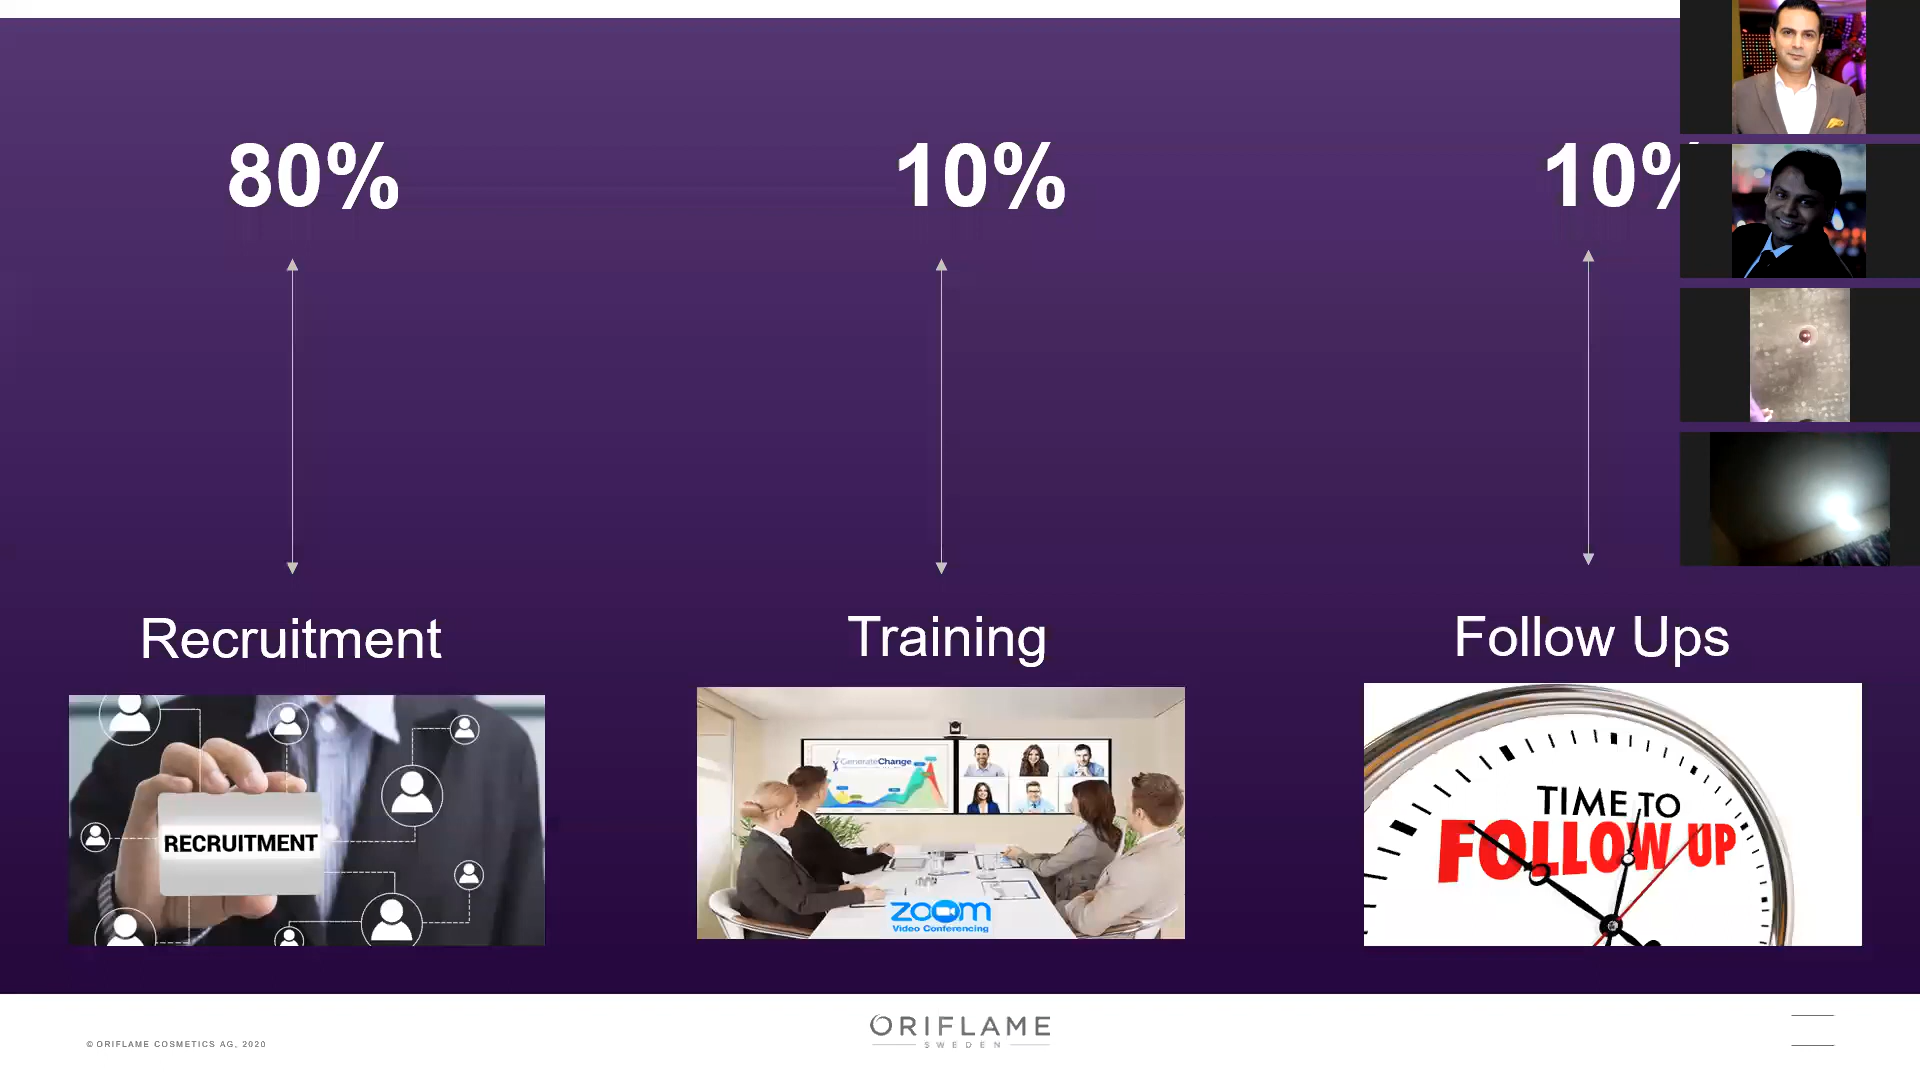 80%
10%
10%
Recruitment
Training
Follow Ups
RECRUITMENT
GenerateChange
zoom
Video Conferencing
TIME TO
FOLLOW UP
© ORIFLAME COSMETICS AG, 2020
ORIFLAME
SWEDEN